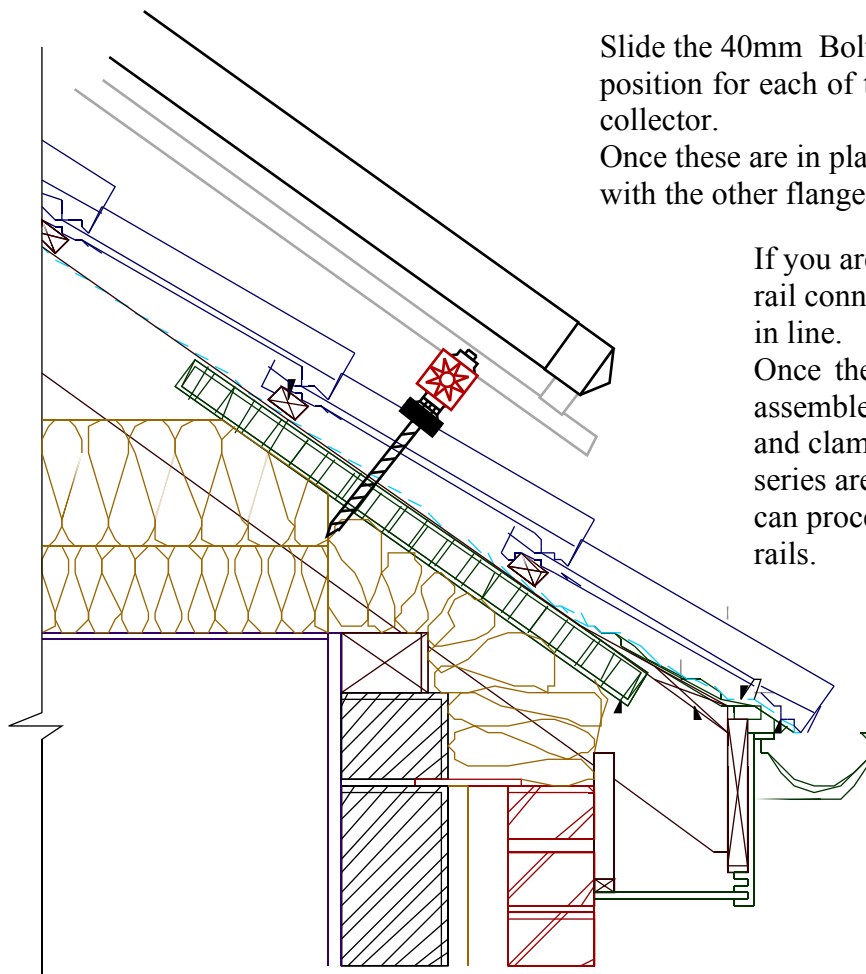 Slide the 40mm Bol
position for each of
collector.
Once these are in pla
with the other flange
If you ar
rail conn
in line.
Once the
assemble
and clam
series are
can proce
rails.